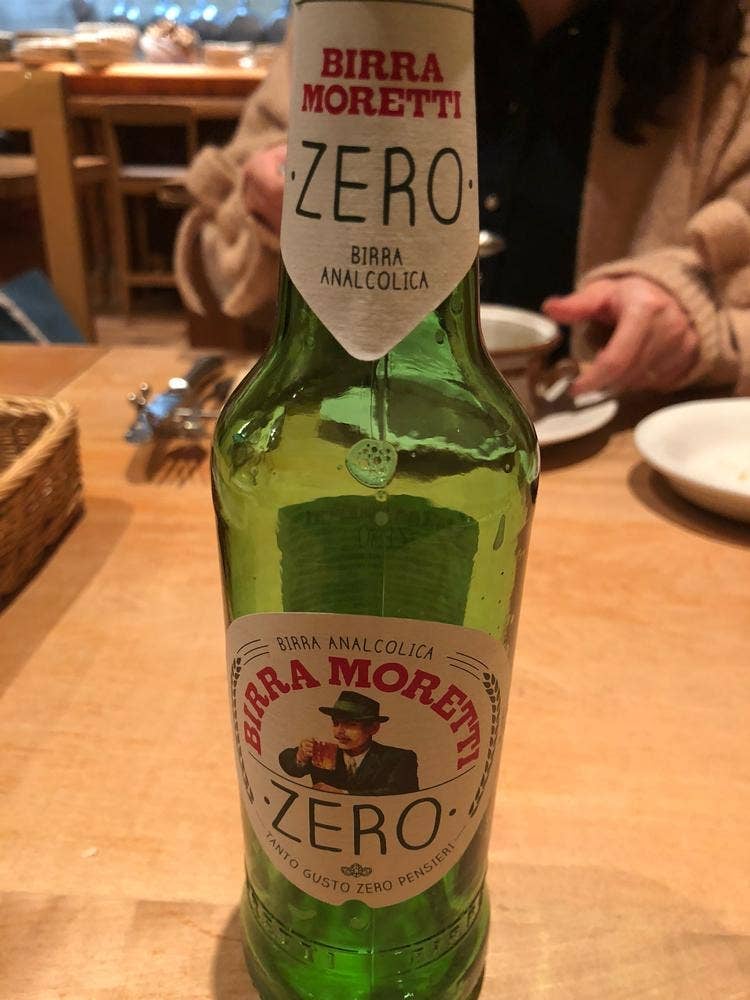 BIRRA
MORETTI
ZERO
BIRRA
ANALCOLICA
BIRRA ANALCOLICA
BIRRA MORETTI
ZERO
TANTO GUSTO ZERO PENSIERI